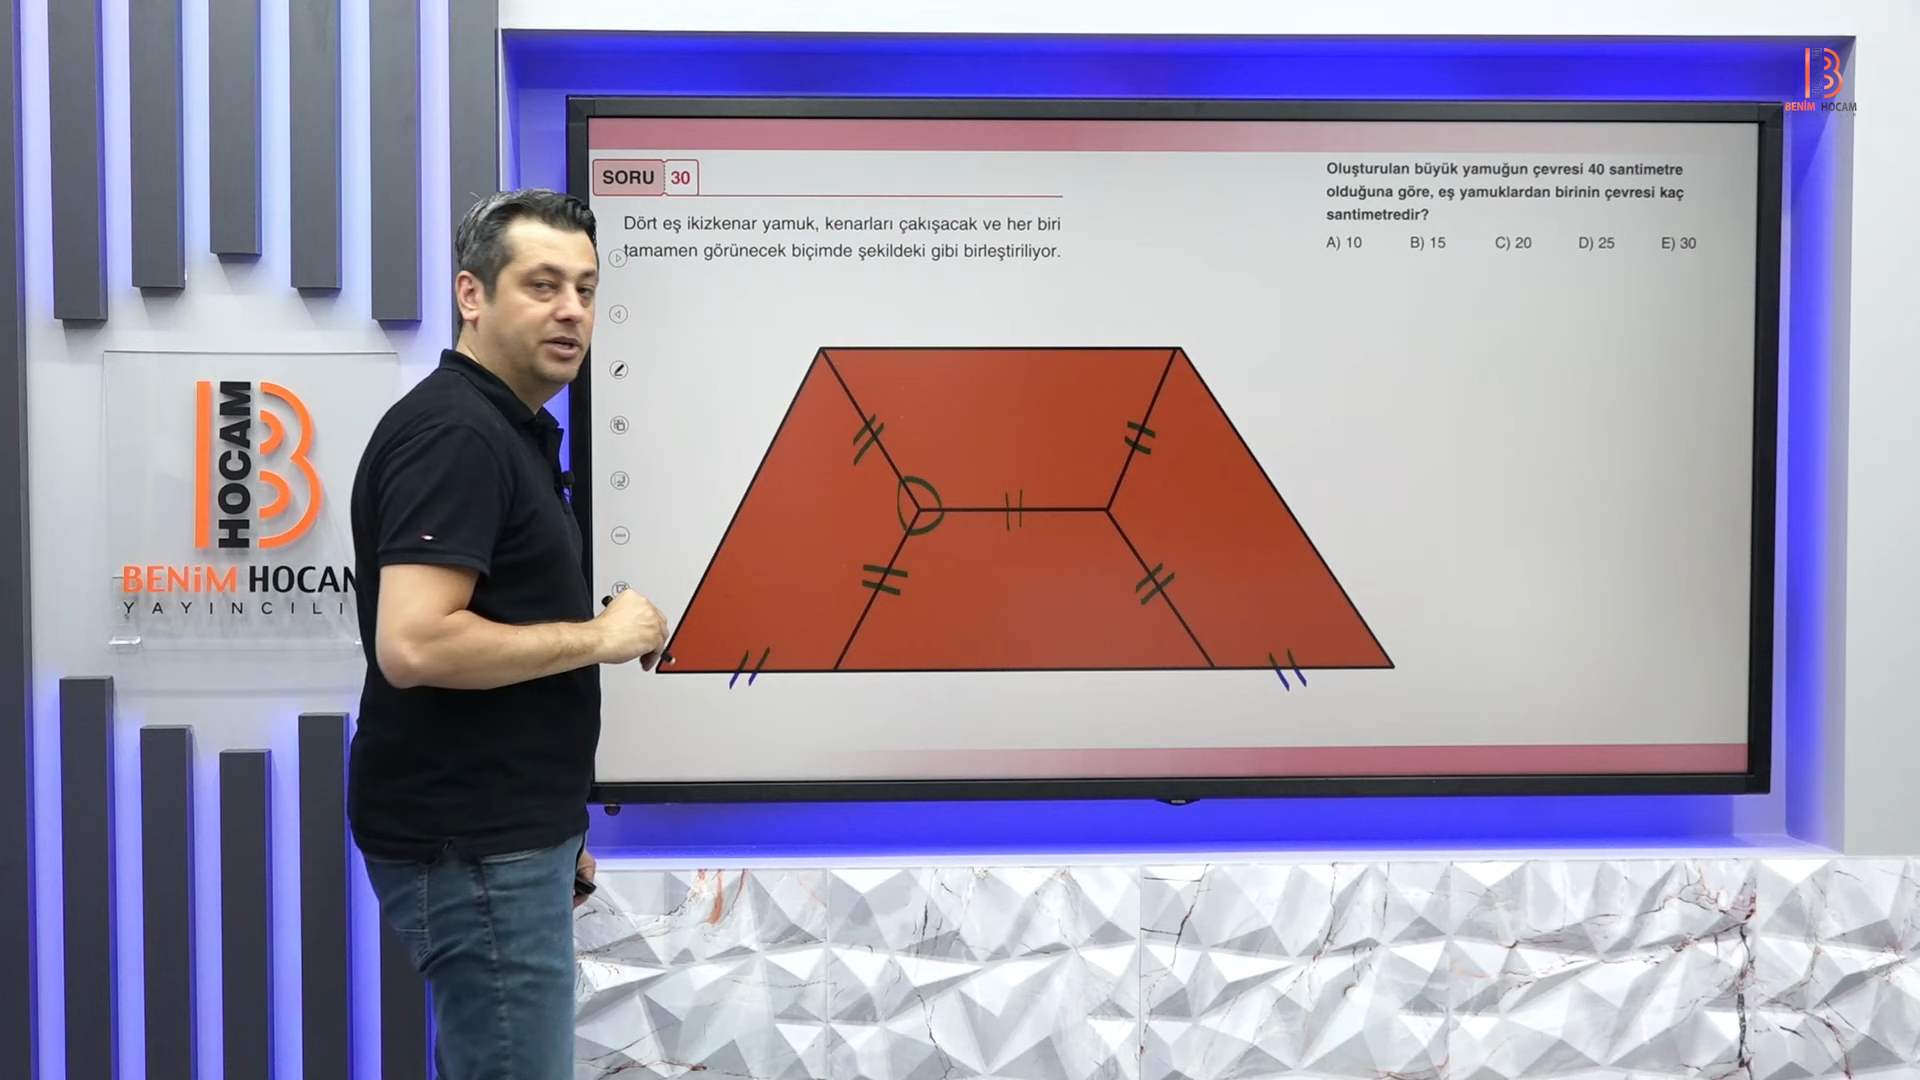 BENİM HOCAM
SORU 30
Dört eş ikizkenar yamuk, kenarları çakışacak ve her biri
tamamen görünecek biçimde şekildeki gibi birleştiriliyor.
Oluşturulan büyük yamuğun çevresi 40 santimetre
olduğuna göre, eş yamuklardan birinin çevresi kaç
santimetredir?
A) 10 B) 15 C) 20 D) 25 E) 30
HOCAM
BENiM HOCAM
YAYINCILI